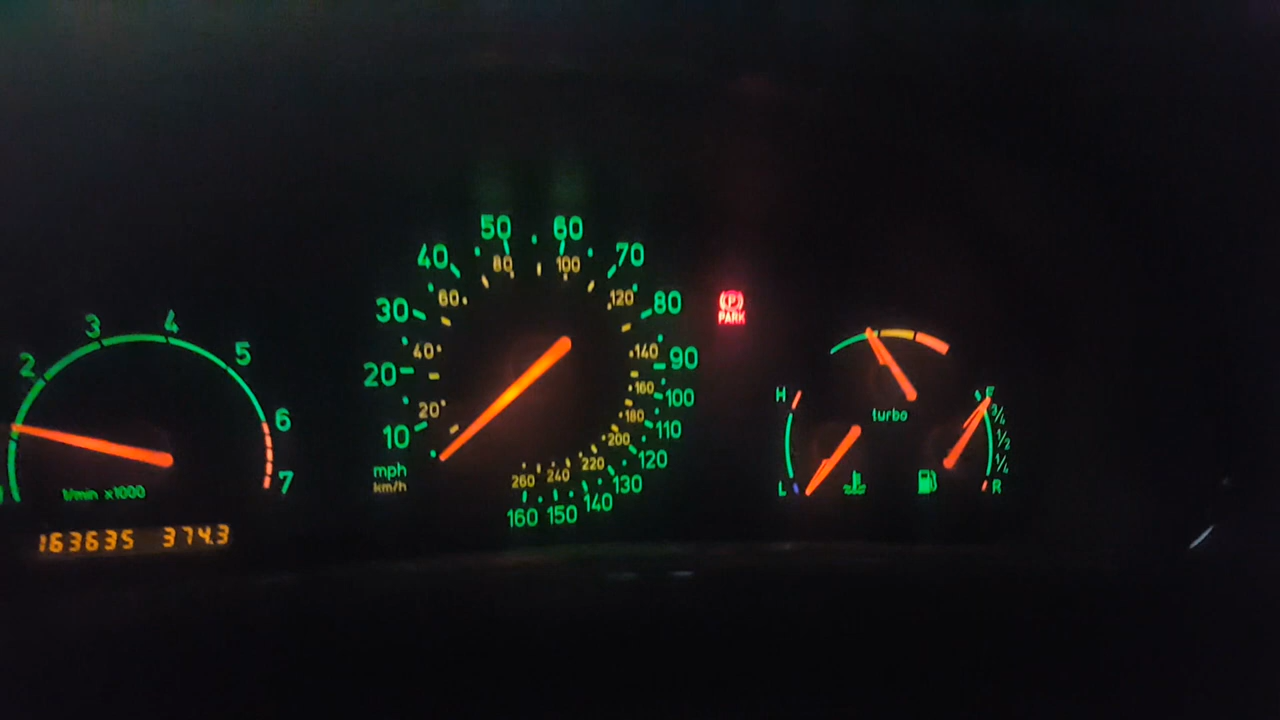 2 3 4 5 6 7
1/min x1000
163635 374.3
10 20 30 40 50 60 70 80 90 100 110 120 130 140 150 160
20 40 60 80 100 120 140 160 180 200 220 240 260
mph
km/h
P
PARK
turbo
H
L
F
3/4
1/2
1/4
R